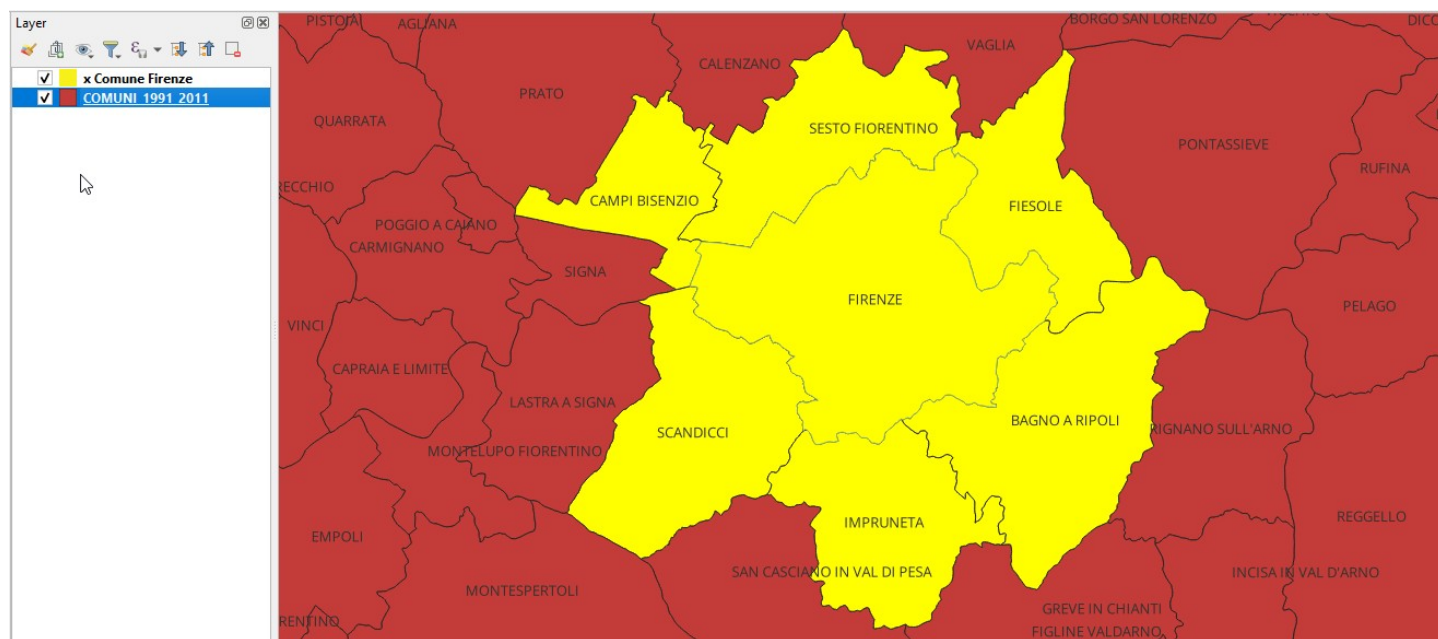 Layer
x Comune Firenze
COMUNI_1991_2011
PISTOIA
AGLIANA
BORGO SAN LORENZO
VAGLIA
CALENZANO
PRATO
QUARRATA
SESTO FIORENTINO
PONTASSIEVE
RUFINA
RECCHIO
CAMPI BISENZIO
FIESOLE
POGGIO A CAIANO
CARMIGNANO
SIGNA
FIRENZE
PELAGO
VINCI
CAPRAIA E LIMITE
LASTRA A SIGNA
SCANDICCI
BAGNO A RIPOLI
RIGNANO SULL'ARNO
MONTELUPO FIORENTINO
EMPOLI
IMPRUNETA
REGGELLO
SAN CASCIANO IN VAL DI PESA
INCISA IN VAL D'ARNO
MONTESPERTOLI
GREVE IN CHIANTI
RENTINO
FIGLINE VALDARNO